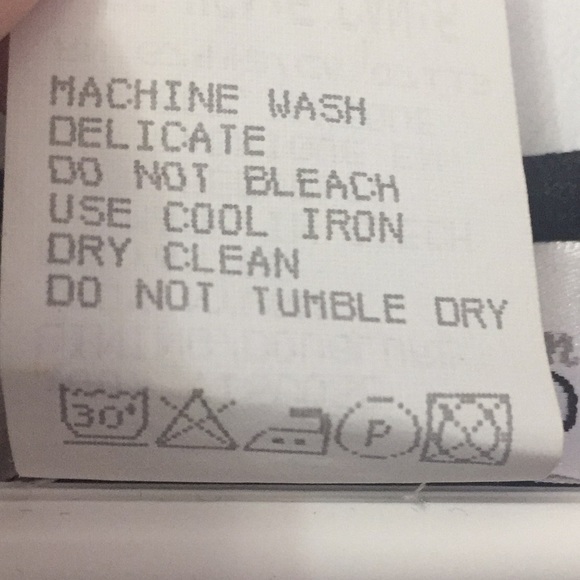 MACHINE WASH
DELICATE
DO NOT BLEACH
USE COOL IRON
DRY CLEAN
DO NOT TUMBLE DRY
30° P